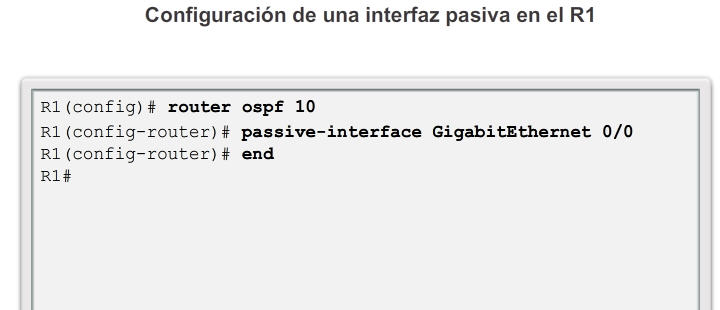 Configuración de una interfaz pasiva en el R1
R1(config)# router ospf 10
R1(config-router)# passive-interface GigabitEthernet 0/0
R1(config-router)# end
R1#